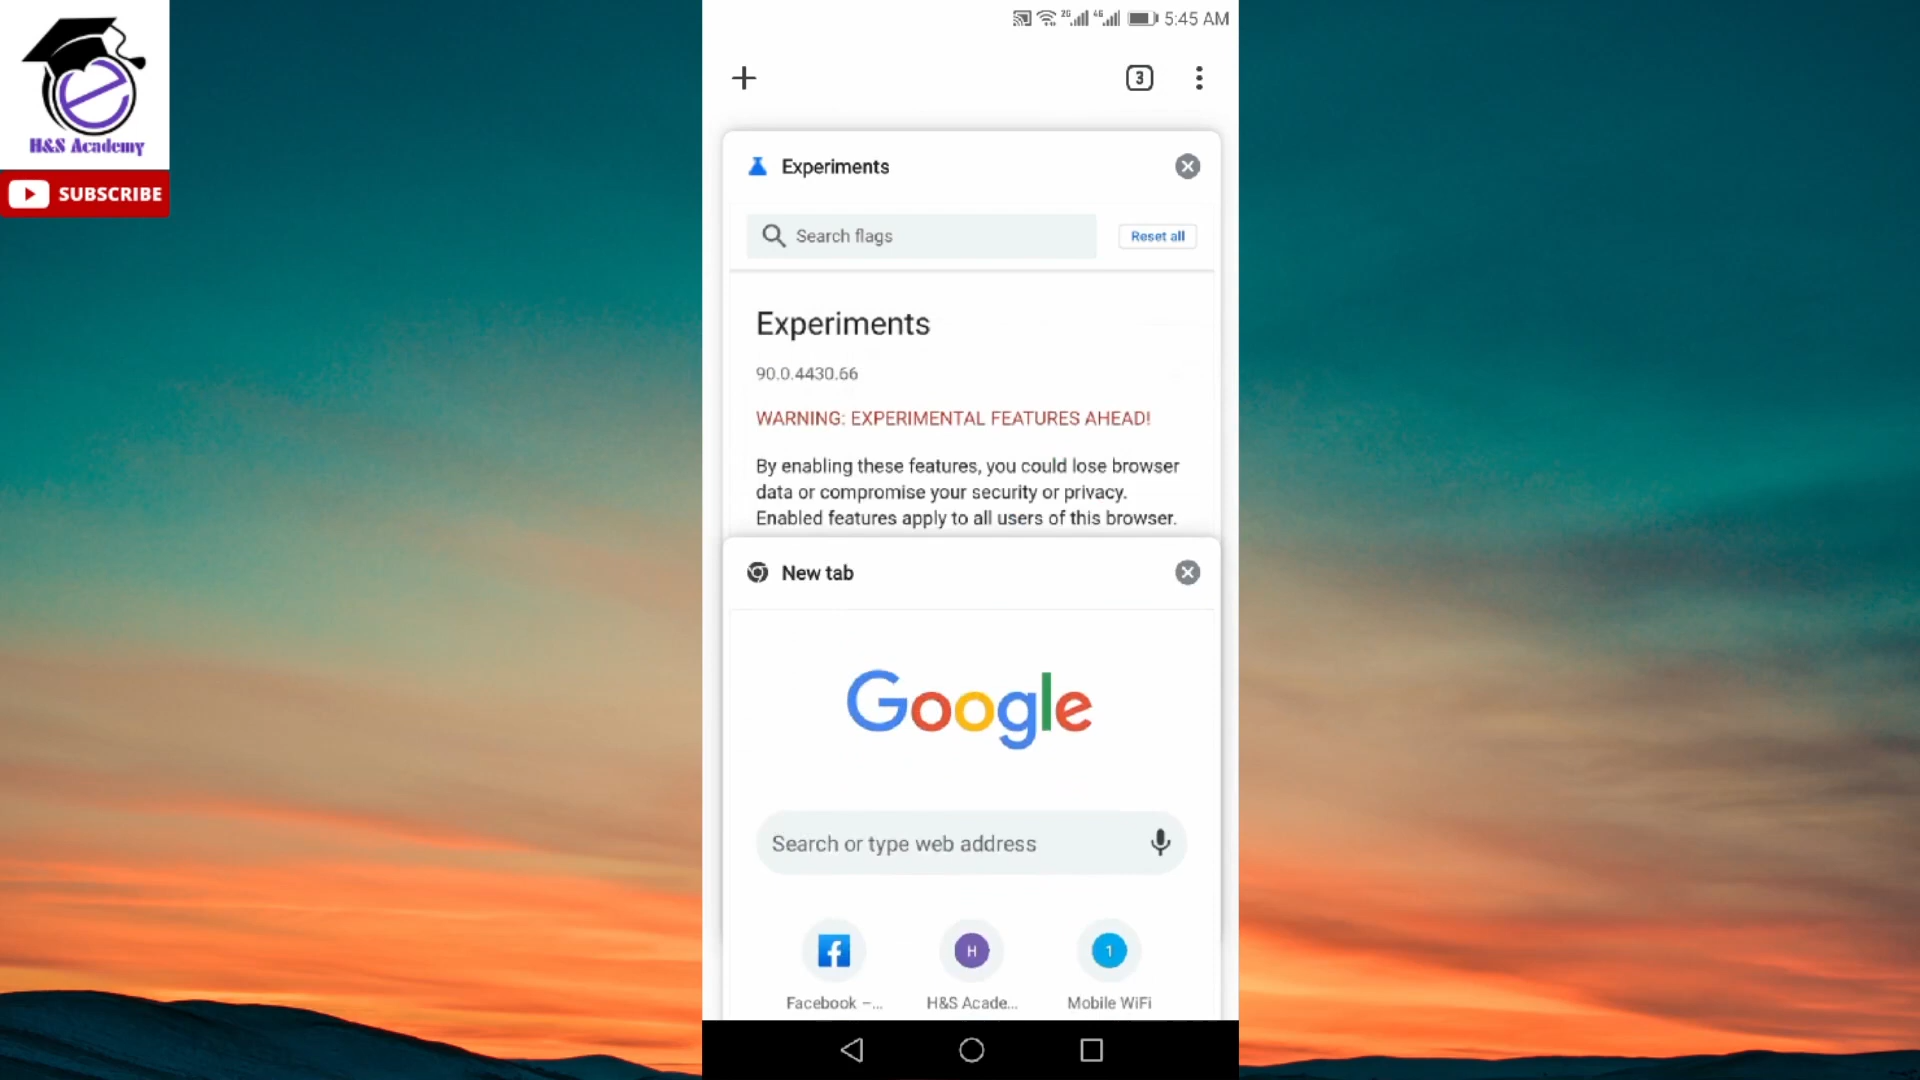 H&S Academy
SUBSCRIBE
2G 4G 5:45 AM
3
Experiments
Search flags
Reset all
Experiments
90.0.4430.66
WARNING: EXPERIMENTAL FEATURES AHEAD!
By enabling these features, you could lose browser
data or compromise your security or privacy.
Enabled features apply to all users of this browser.
New tab
Google
Search or type web address
H 1
Facebook –... H&S Acade... Mobile WiFi